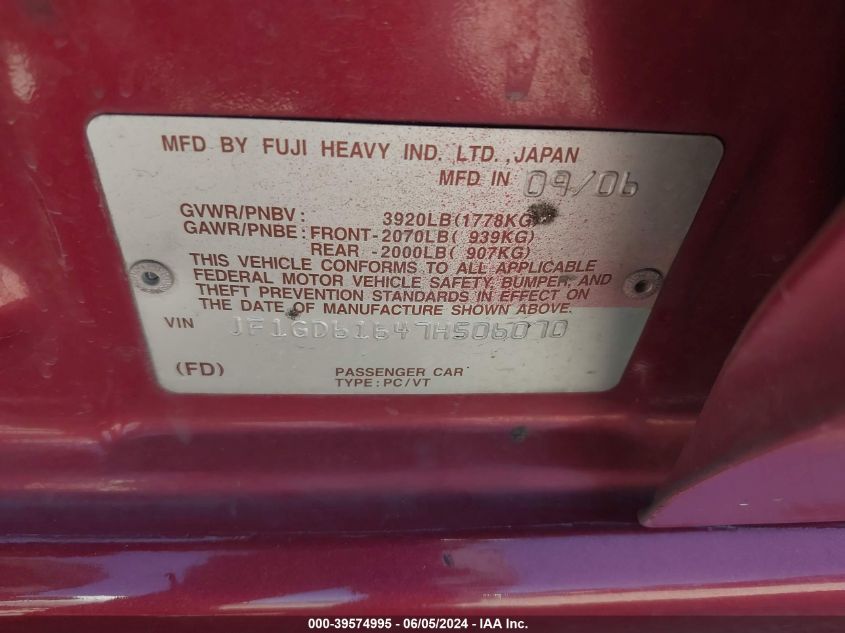 MFD BY FUJI HEAVY IND. LTD.,JAPAN
MFD IN 09/06
GVWR/PNBV: 3920LB(1778KG)
GAWR/PNBE: FRONT-2070LB( 939KG)
REAR -2000LB( 907KG)
THIS VEHICLE CONFORMS TO ALL APPLICABLE
FEDERAL MOTOR VEHICLE SAFETY, BUMPER, AND
THEFT PREVENTION STANDARDS IN EFFECT ON
THE DATE OF MANUFACTURE SHOWN ABOVE.
VIN JF1GD61647H506070
(FD) PASSENGER CAR
TYPE: PC/VT
000-39574995 - 06/05/2024 - IAA Inc.